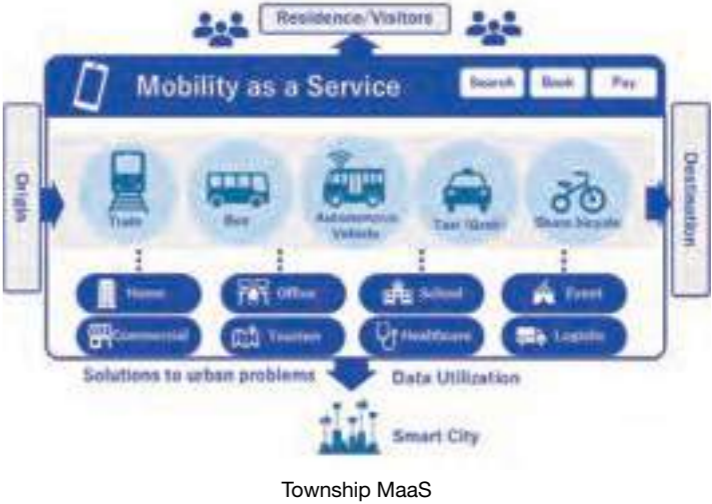 Residence/Visitors
Mobility as a Service
Search Book Pay
Origin
Destination
Train
Bus
Autonomous
Vehicle
Taxi (Grab)
Share bicycle
Home
Office
School
Event
Commercial
Tourism
Healthcare
Logistic
Solutions to urban problems
Data Utilization
Smart City
Township MaaS